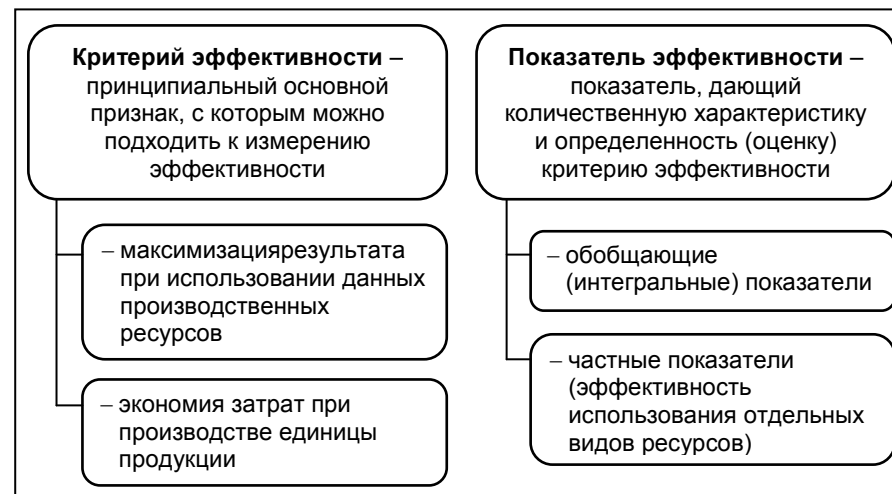 Критерий эффективности –
принципиальный основной
признак, с которым можно
подходить к измерению
эффективности
– максимизациярезультата
при использовании данных
производственных
ресурсов
– экономия затрат при
производстве единицы
продукции
Показатель эффективности –
показатель, дающий
количественную характеристику
и определенность (оценку)
критерию эффективности
– обобщающие
(интегральные) показатели
– частные показатели
(эффективность
использования отдельных
видов ресурсов)